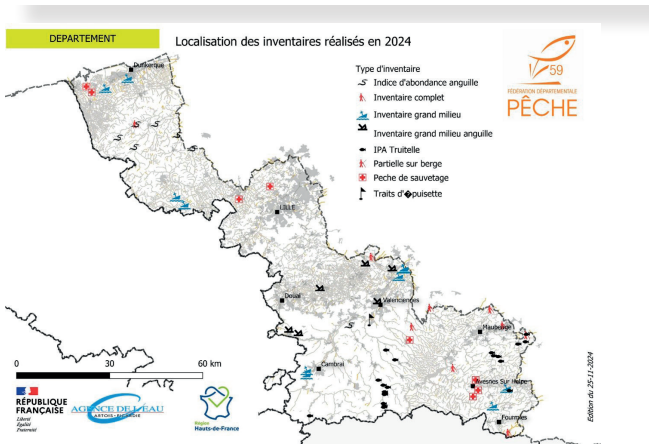 DEPARTEMENT
Localisation des inventaires réalisés en 2024
59
FÉDÉRATION DÉPARTEMENTALE
PÊCHE
Type d'inventaire
Indice d'abondance anguille
Inventaire complet
Inventaire grand milieu
Inventaire grand milieu anguille
IPA Truitelle
Partielle sur berge
Peche de sauvetage
Traits d'�puisette
Dunkerque
LILLE
Douai
Valenciennes
Maubeuge
Cambrai
Avesnes Sur Helpe
Fourmies
0 30 60 km
RÉPUBLIQUE
FRANÇAISE
Liberté
Égalité
Fraternité
AGENCE DE L'EAU
ARTOIS-PICARDIE
Région
Hauts-de-France
Edition du 25-11-2024